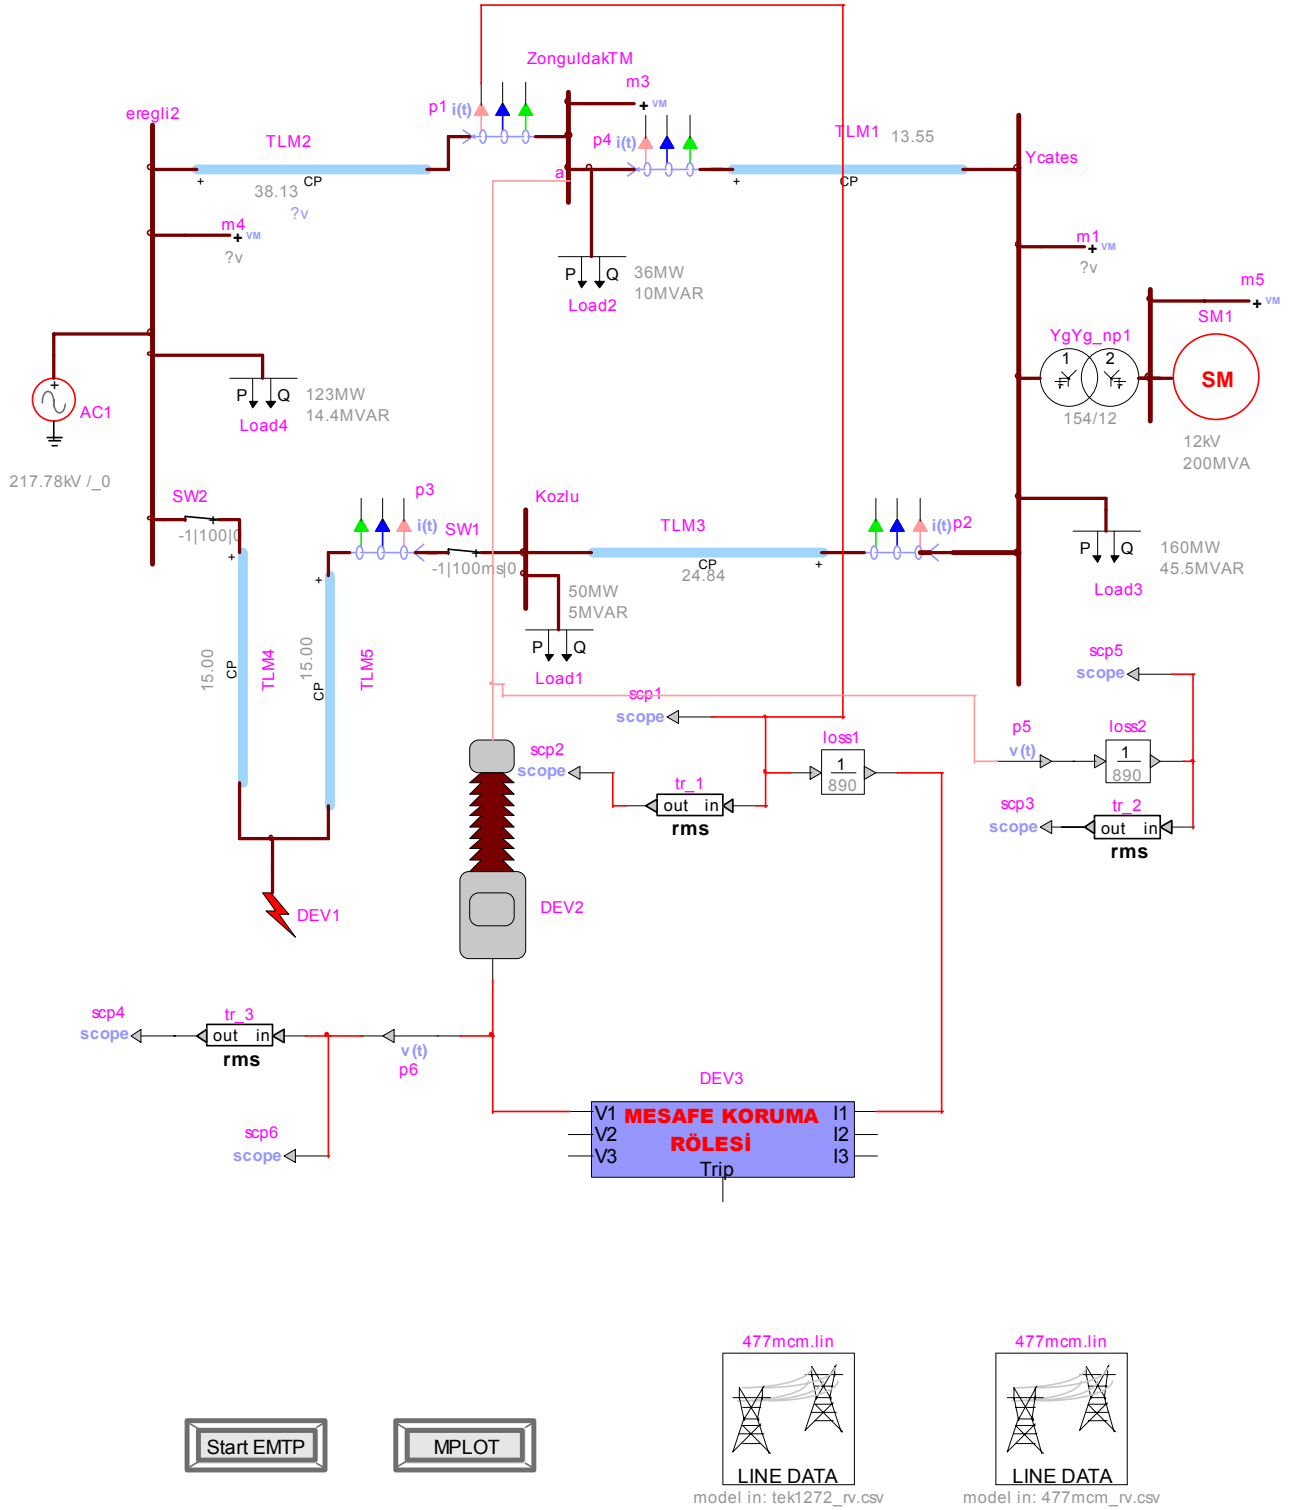 ZonguldakTM
m3
+ VM
eregli2
p1 i(t)
p4 i(t)
TLM2
TLM1
13.55
Ycates
a
+
CP
38.13
?v
+
CP
m4
+ VM
?v
m1
+ VM
?v
P Q
36MW
10MVAR
Load2
m5
+ VM
SM1
YgYg_np1
1 2
SM
154/12
12kV
200MVA
+
AC1
217.78kV /_0
P Q
123MW
14.4MVAR
Load4
SW2
+
-1|100|0
p3
i(t)
SW1
+
-1|100ms|0
Kozlu
TLM3
CP
24.84
+
i(t) p2
P Q
160MW
45.5MVAR
Load3
50MW
5MVAR
P Q
Load1
+
15.00
CP
TLM4
+
15.00
CP
TLM5
scp5
scope
scp1
scope
loss1
1
890
p5
v(t)
loss2
1
890
scp2
scope
tr_1
out in
rms
scp3
scope
tr_2
out in
rms
DEV1
DEV2
scp4
scope
tr_3
out in
rms
v(t)
p6
DEV3
scp6
scope
V1 MESAFE KORUMA I1
V2 RÖLESİ I2
V3 I3
Trip
477mcm.lin
477mcm.lin
Start EMTP
MPLOT
LINE DATA
LINE DATA
model in: tek1272_rv.csv
model in: 477mcm_rv.csv